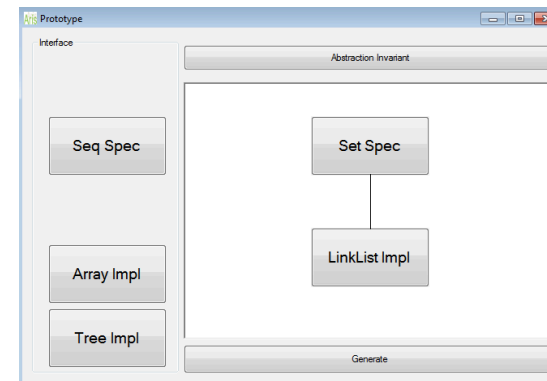 Prototype
Interface
Abstraction Invariant
Seq Spec
Set Spec
LinkList Impl
Array Impl
Tree Impl
Generate